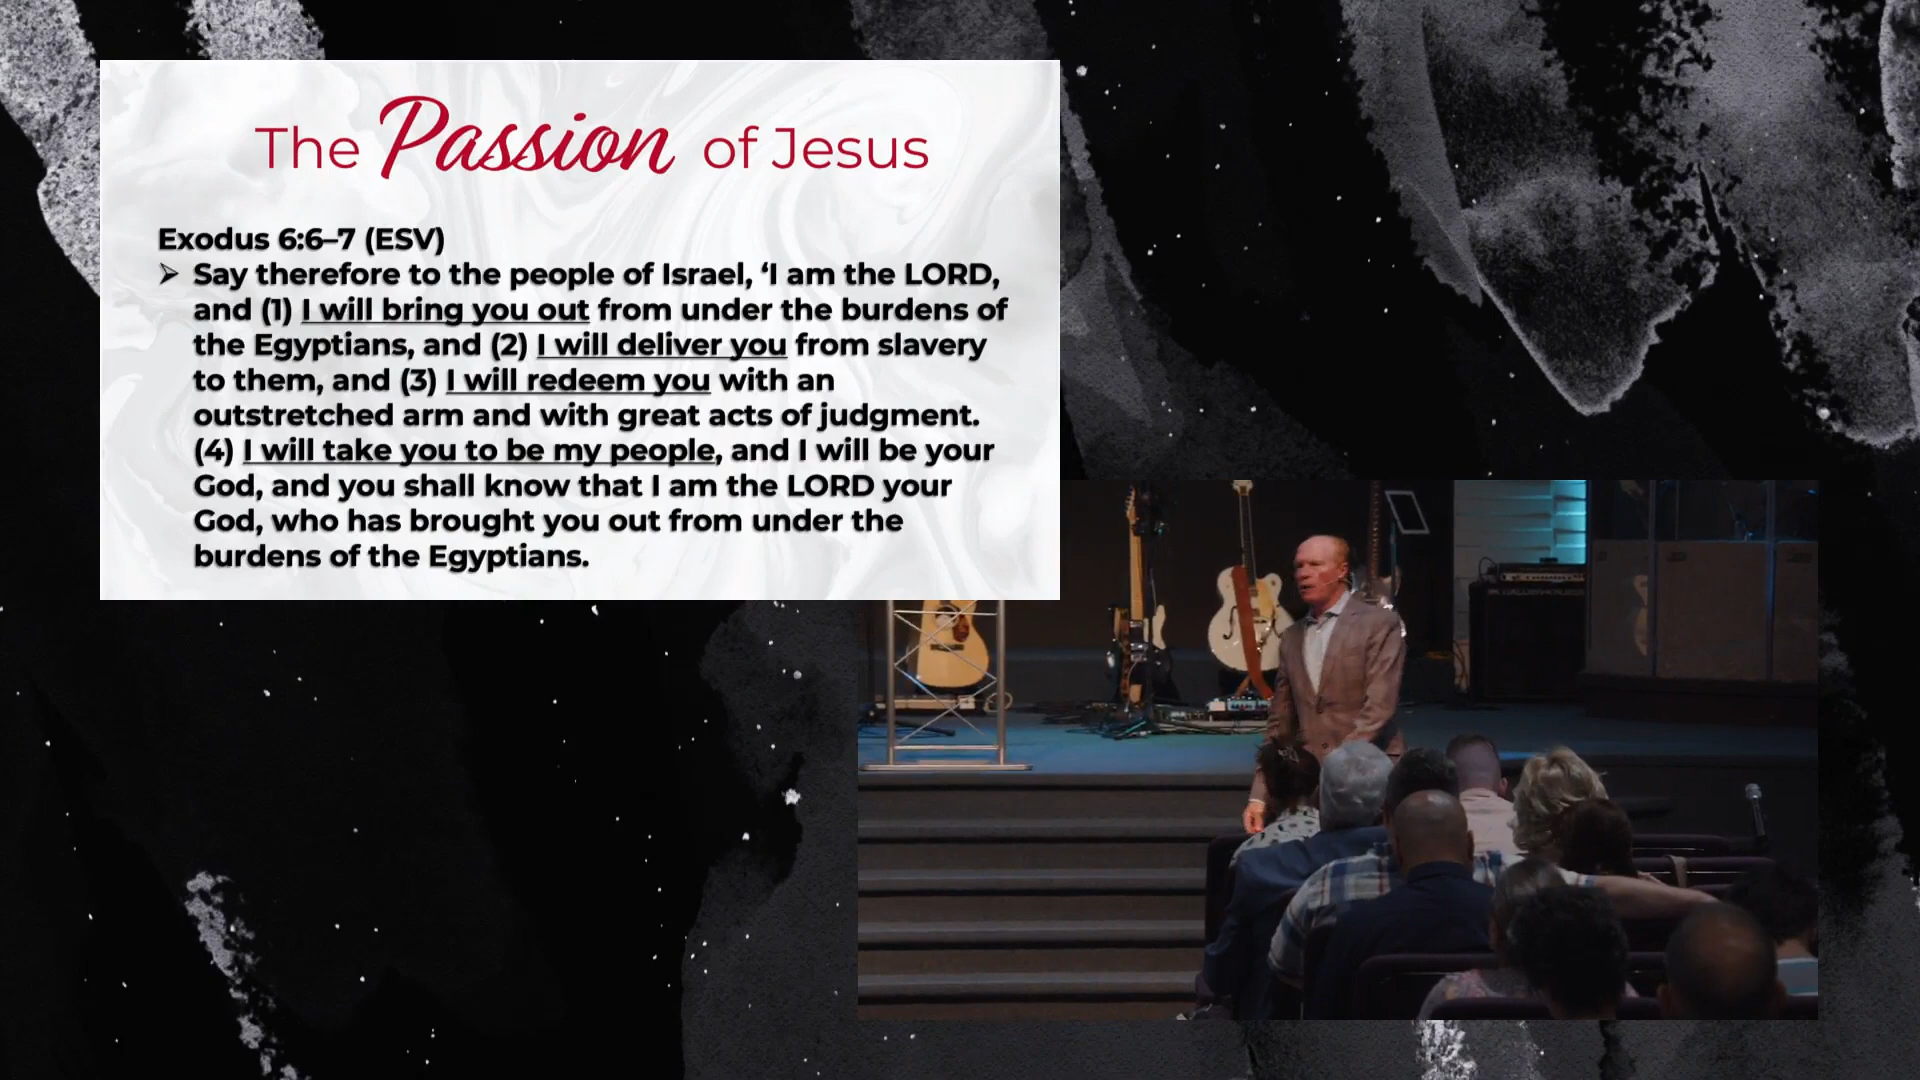 The Passion of Jesus
Exodus 6:6–7 (ESV)
➢ Say therefore to the people of Israel, ‘I am the LORD,
and (1) I will bring you out from under the burdens of
the Egyptians, and (2) I will deliver you from slavery
to them, and (3) I will redeem you with an
outstretched arm and with great acts of judgment.
(4) I will take you to be my people, and I will be your
God, and you shall know that I am the LORD your
God, who has brought you out from under the
burdens of the Egyptians.